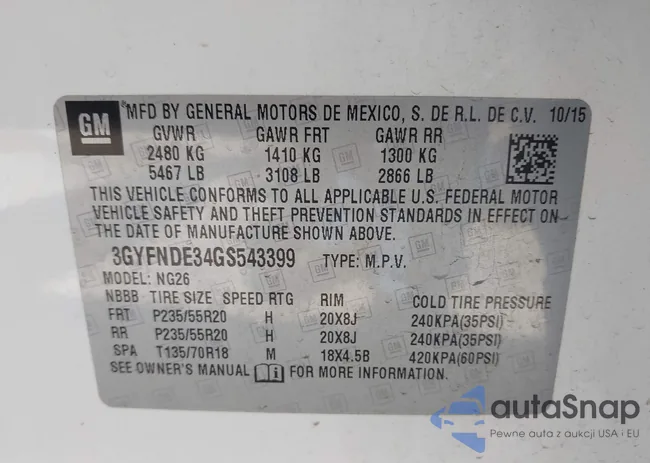 GM
MFD BY GENERAL MOTORS DE MEXICO, S. DE R.L. DE C.V. 10/15
GVWR GAWR FRT GAWR RR
2480 KG 1410 KG 1300 KG
5467 LB 3108 LB 2866 LB
THIS VEHICLE CONFORMS TO ALL APPLICABLE U.S. FEDERAL MOTOR
VEHICLE SAFETY AND THEFT PREVENTION STANDARDS IN EFFECT ON
THE DATE OF MANUFACTURE SHOWN ABOVE.
3GYFNDE34GS543399 TYPE: M.P.V.
MODEL: NG26
NBBB TIRE SIZE SPEED RTG RIM COLD TIRE PRESSURE
FRT P235/55R20 H 20X8J 240KPA(35PSI)
RR P235/55R20 H 20X8J 240KPA(35PSI)
SPA T135/70R18 M 18X4.5B 420KPA(60PSI)
SEE OWNER'S MANUAL i FOR MORE INFORMATION.
autaSnap
Pewne auta z aukcji USA i EU